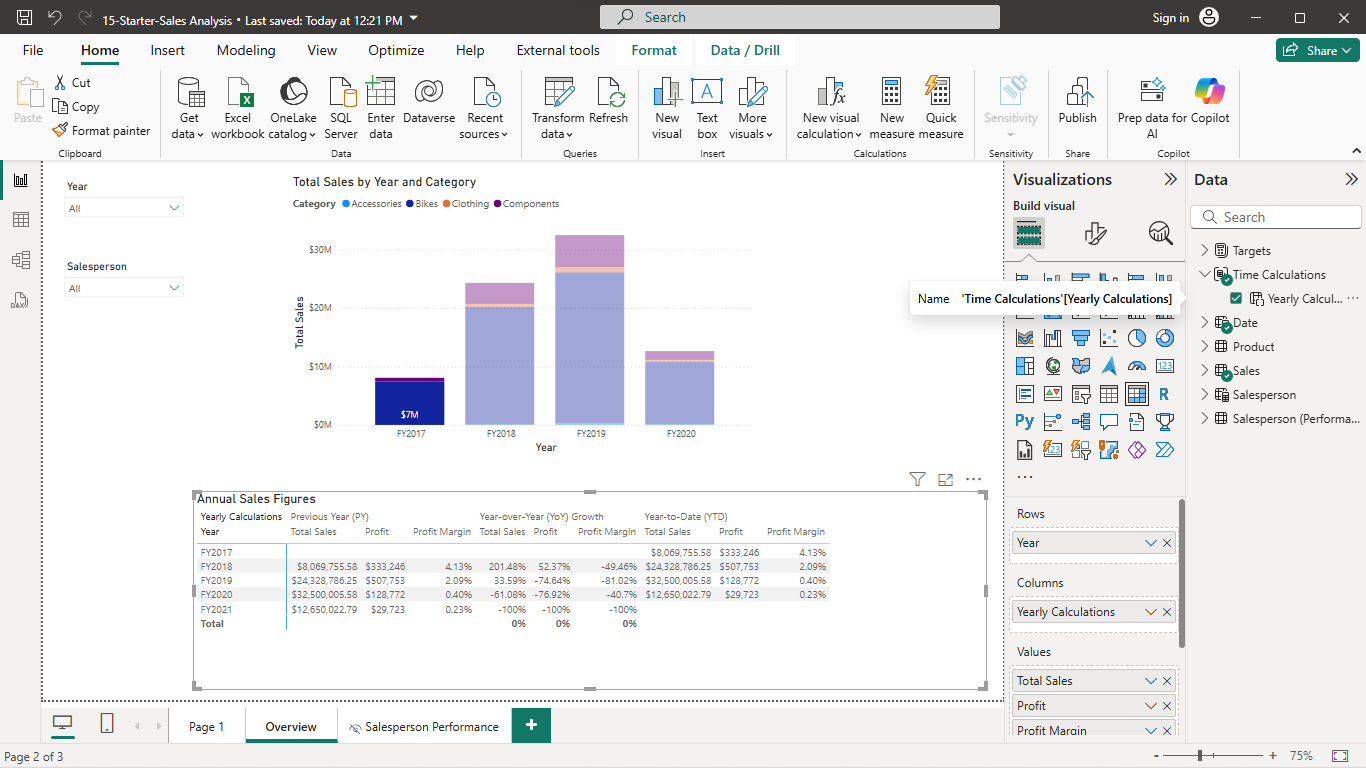 15-Starter-Sales Analysis • Last saved: Today at 12:21 PM
Search
Sign in
File Home Insert Modeling View Optimize Help External tools Format Data / Drill
Share
Paste
Cut
Copy
Format painter
Clipboard
Get data
Excel workbook
OneLake catalog
SQL Server
Enter data
Dataverse
Recent sources
Data
Transform data
Refresh
Queries
New visual
Text box
More visuals
Insert
New visual calculation
New measure
Quick measure
Calculations
Sensitivity
Sensitivity
Publish
Share
Prep data for AI
Copilot
Copilot
Year
All
Salesperson
All
Total Sales by Year and Category
Category Accessories Bikes Clothing Components
Total Sales
$30M
$20M
$10M
$0M
$7M
FY2017 FY2018 FY2019 FY2020
Year
Annual Sales Figures
Yearly Calculations Previous Year (PY) Year-over-Year (YoY) Growth Year-to-Date (YTD)
Year Total Sales Profit Profit Margin Total Sales Profit Profit Margin Total Sales Profit Profit Margin
FY2017 $8,069,755.58 $333,246 4.13%
FY2018 $8,069,755.58 $333,246 4.13% 201.48% 52.37% -49.46% $24,328,786.25 $507,753 2.09%
FY2019 $24,328,786.25 $507,753 2.09% 33.59% -74.64% -81.02% $32,500,005.58 $128,772 0.40%
FY2020 $32,500,005.58 $128,772 0.40% -61.08% -76.92% -40.7% $12,650,022.79 $29,723 0.23%
FY2021 $12,650,022.79 $29,723 0.23% -100% -100% -100%
Total 0% 0% 0%
Visualizations
Build visual
Name 'Time Calculations'[Yearly Calculations]
123
R
Py
123
Rows
Year
Columns
Yearly Calculations
Values
Total Sales
Profit
Profit Margin
Data
Search
Targets
Time Calculations
Yearly Calcul...
Date
Product
Sales
Salesperson
Salesperson (Performa...
DAX
Page 1 Overview Salesperson Performance +
Page 2 of 3
- + 75%